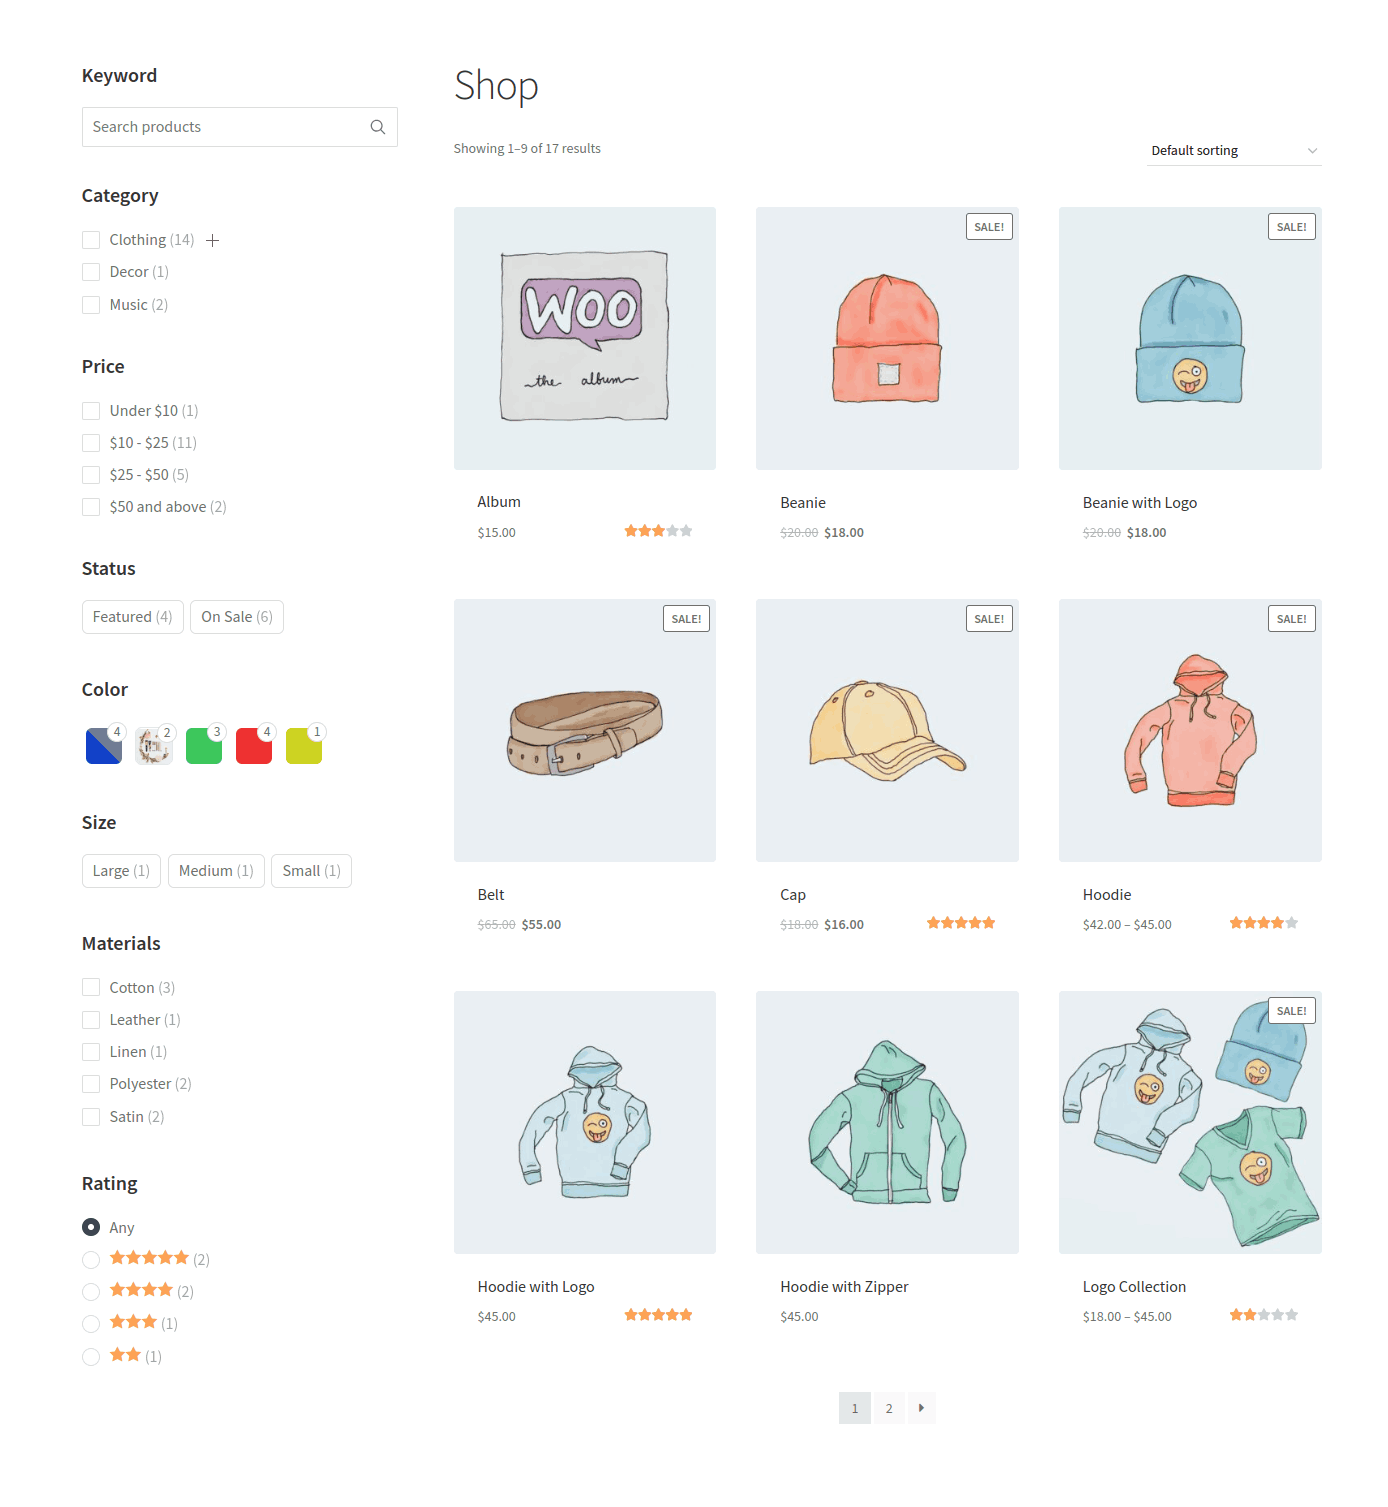 Keyword
Search products
Category
Clothing (14)
Decor (1)
Music (2)
Price
Under $10 (1)
$10 - $25 (11)
$25 - $50 (5)
$50 and above (2)
Status
Featured (4) On Sale (6)
Color
4 2 3 4 1
Size
Large (1) Medium (1) Small (1)
Materials
Cotton (3)
Leather (1)
Linen (1)
Polyester (2)
Satin (2)
Rating
Any
(2)
(2)
(1)
(1)
Shop
Showing 1–9 of 17 results
Default sorting
WOO
the album
Album
$15.00
SALE!
Beanie
$20.00 $18.00
SALE!
Beanie with Logo
$20.00 $18.00
SALE!
Belt
$65.00 $55.00
SALE!
Cap
$18.00 $16.00
SALE!
Hoodie
$42.00 – $45.00
Hoodie with Logo
$45.00
Hoodie with Zipper
$45.00
SALE!
Logo Collection
$18.00 – $45.00
1 2